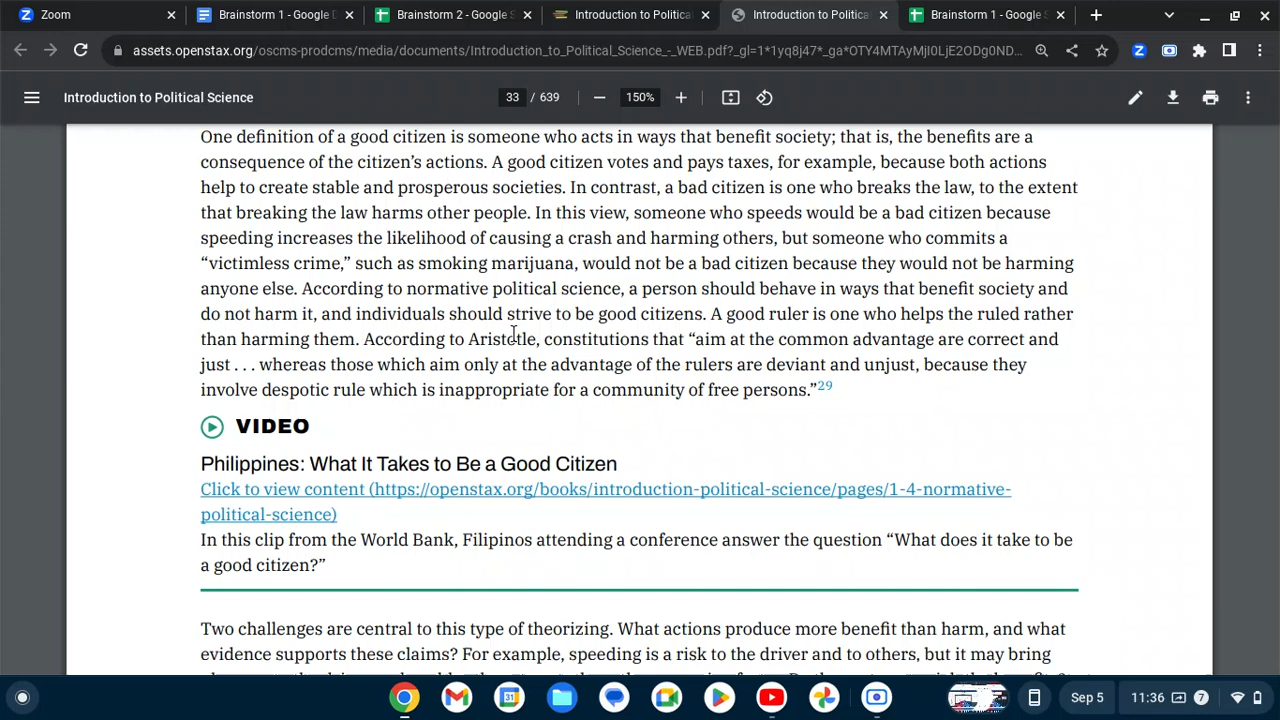 Zoom
Brainstorm 1 - Google D
Brainstorm 2 - Google S
Introduction to Politica
Introduction to Politica
Brainstorm 1 - Google S
assets.openstax.org/oscms-prodcms/media/documents/Introduction_to_Political_Science_-_WEB.pdf?_gl=1*1yq8j47*_ga*OTY4MTAyMjI0LjE2ODg0ND...
Introduction to Political Science
33 / 639
150%
One definition of a good citizen is someone who acts in ways that benefit society; that is, the benefits are a
consequence of the citizen’s actions. A good citizen votes and pays taxes, for example, because both actions
help to create stable and prosperous societies. In contrast, a bad citizen is one who breaks the law, to the extent
that breaking the law harms other people. In this view, someone who speeds would be a bad citizen because
speeding increases the likelihood of causing a crash and harming others, but someone who commits a
“victimless crime,” such as smoking marijuana, would not be a bad citizen because they would not be harming
anyone else. According to normative political science, a person should behave in ways that benefit society and
do not harm it, and individuals should strive to be good citizens. A good ruler is one who helps the ruled rather
than harming them. According to Aristotle, constitutions that “aim at the common advantage are correct and
just . . . whereas those which aim only at the advantage of the rulers are deviant and unjust, because they
involve despotic rule which is inappropriate for a community of free persons.”29
VIDEO
Philippines: What It Takes to Be a Good Citizen
Click to view content (https://openstax.org/books/introduction-political-science/pages/1-4-normative-
political-science)
In this clip from the World Bank, Filipinos attending a conference answer the question “What does it take to be
a good citizen?”
Two challenges are central to this type of theorizing. What actions produce more benefit than harm, and what
evidence supports these claims? For example, speeding is a risk to the driver and to others, but it may bring
Sep 5
11:36
7